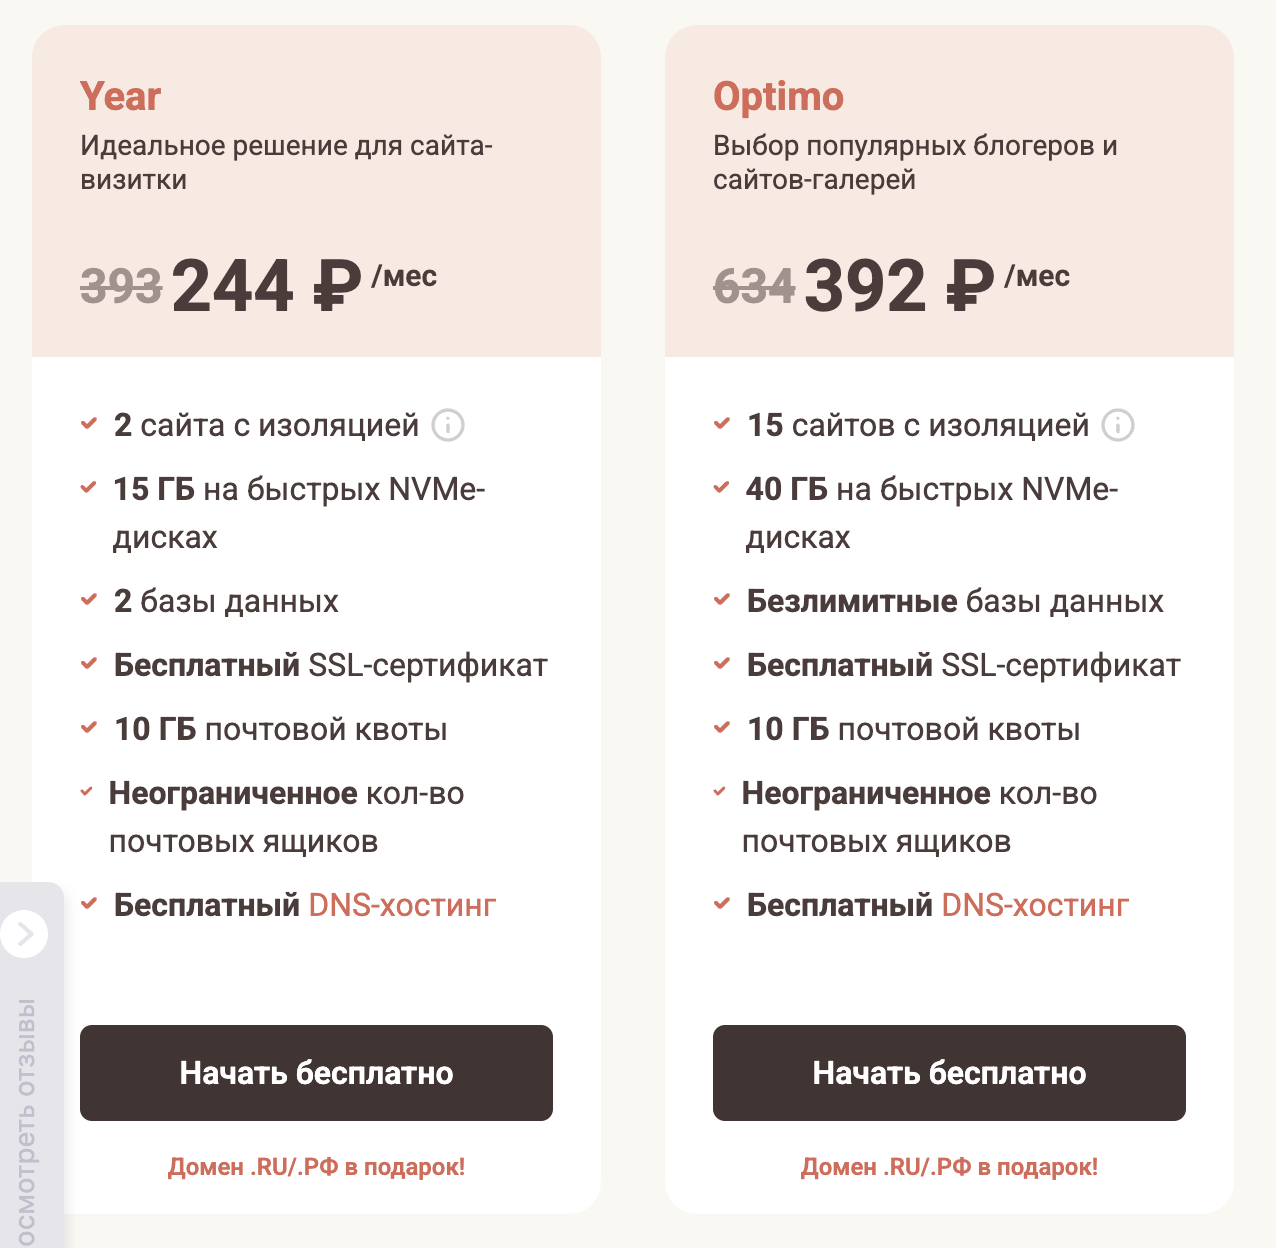 Year
Идеальное решение для сайта-
визитки
393 244 ₽ /мес
2 сайта с изоляцией
15 ГБ на быстрых NVMe-
дисках
2 базы данных
Бесплатный SSL-сертификат
10 ГБ почтовой квоты
Неограниченное кол-во
почтовых ящиков
Бесплатный DNS-хостинг
Начать бесплатно
Домен .RU/.РФ в подарок!
Optimo
Выбор популярных блогеров и
сайтов-галерей
634 392 ₽ /мес
15 сайтов с изоляцией
40 ГБ на быстрых NVMe-
дисках
Безлимитные базы данных
Бесплатный SSL-сертификат
10 ГБ почтовой квоты
Неограниченное кол-во
почтовых ящиков
Бесплатный DNS-хостинг
Начать бесплатно
Домен .RU/.РФ в подарок!
осмотреть отзывы